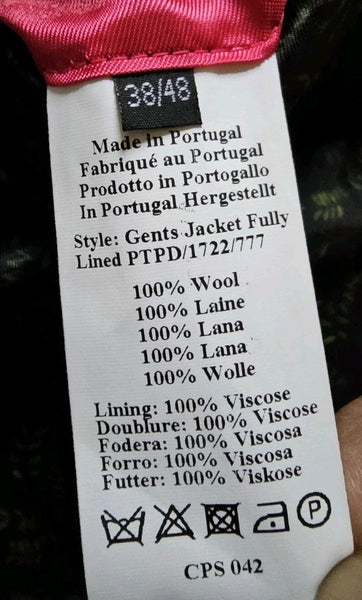 38/48
Made in Portugal
Fabriqué au Portugal
Prodotto in Portogallo
In Portugal Hergestellt
Style: Gents Jacket Fully
Lined PTPD/1722/777
100% Wool
100% Laine
100% Lana
100% Lana
100% Wolle
Lining: 100% Viscose
Doublure: 100% Viscose
Fodera: 100% Viscosa
Forro: 100% Viscosa
Futter: 100% Viskose
P
CPS 042